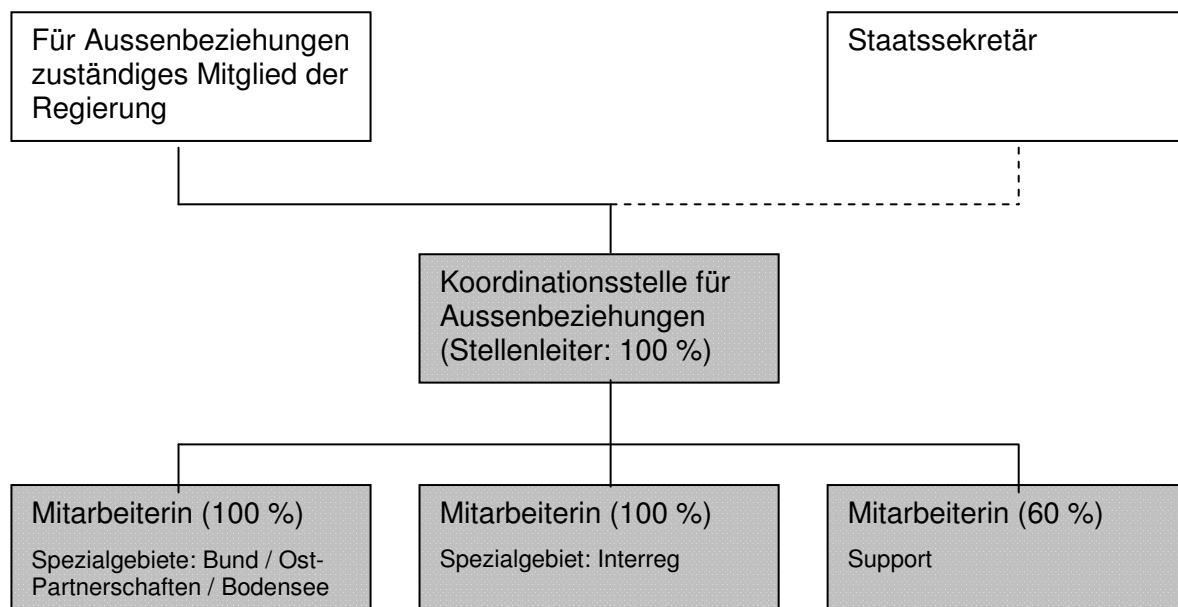 Für Aussenbeziehungen
zuständiges Mitglied der
Regierung
Staatssekretär
Koordinationsstelle für
Aussenbeziehungen
(Stellenleiter: 100 %)
Mitarbeiterin (100 %)
Spezialgebiete: Bund / Ost-
Partnerschaften / Bodensee
Mitarbeiterin (100 %)
Spezialgebiet: Interreg
Mitarbeiterin (60 %)
Support